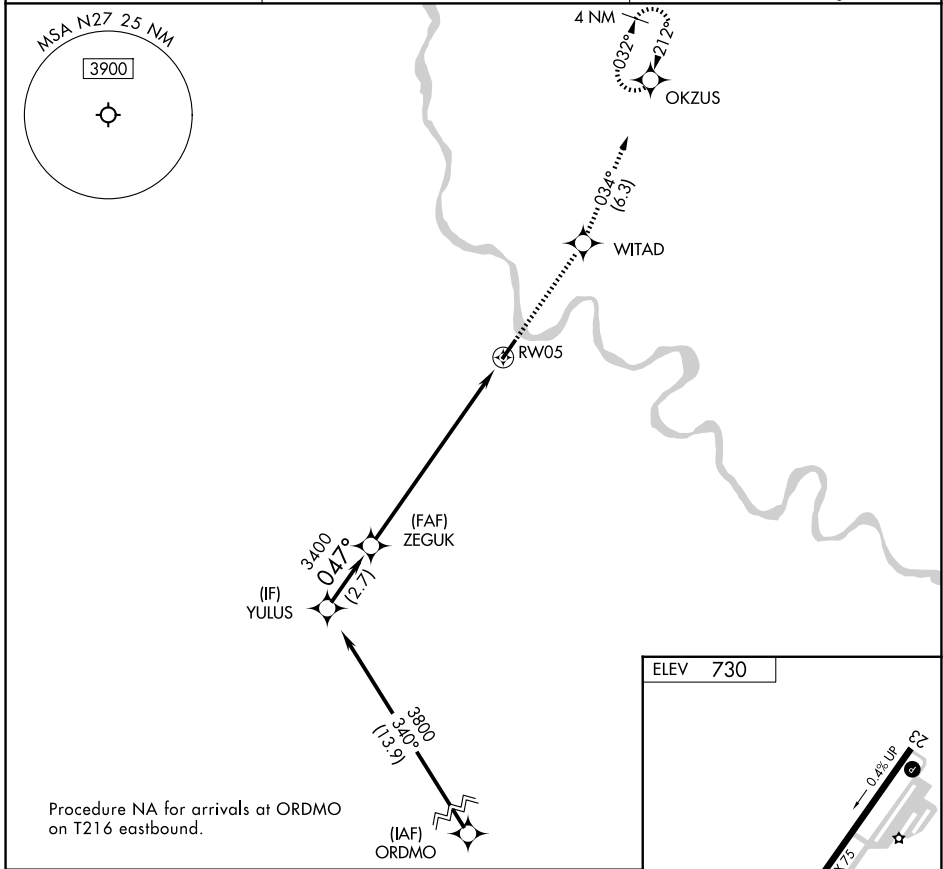 MSA N27 25 NM
3900
4 NM
032°
212°
OKZUS
034°
(6.3)
WITAD
RW05
(FAF)
ZEGUK
3400
047°
(2.7)
(IF)
YULUS
3800
340°
(13.9)
(IAF)
ORDMO
Procedure NA for arrivals at ORDMO
on T216 eastbound.
ELEV 730
23
0.4% UP
P
X 75